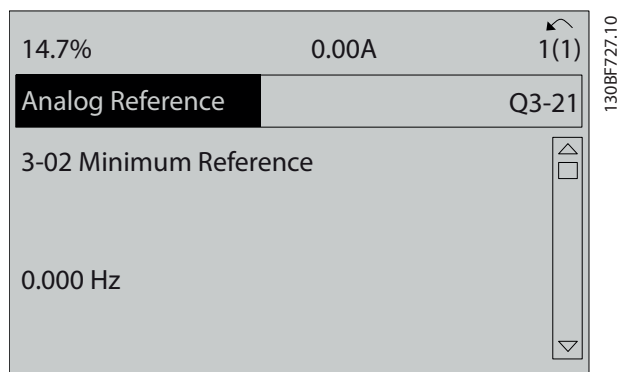 14.7% 0.00A 1(1)
Analog Reference Q3-21
3-02 Minimum Reference
0.000 Hz
130BF727.10